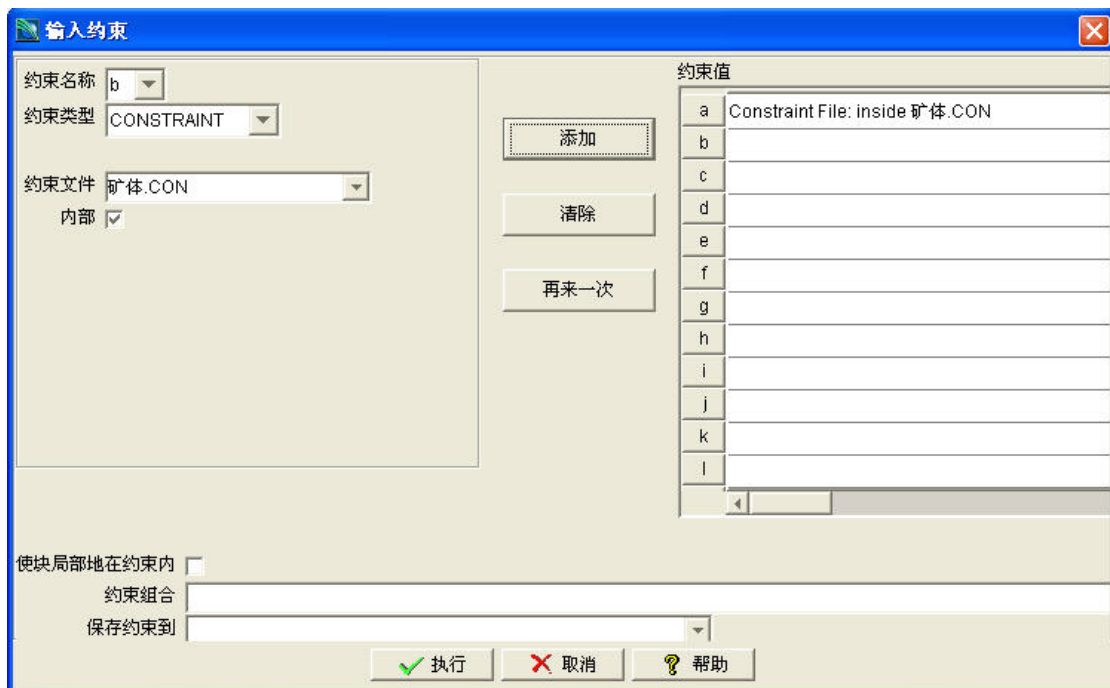 输入约束
约束名称 b
约束类型 CONSTRAINT
约束文件 矿体.CON
内部
添加
清除
再来一次
约束值
a Constraint File: inside 矿体.CON
b
c
d
e
f
g
h
i
j
k
l
使块局部地在约束内
约束组合
保存约束到
执行 取消 帮助